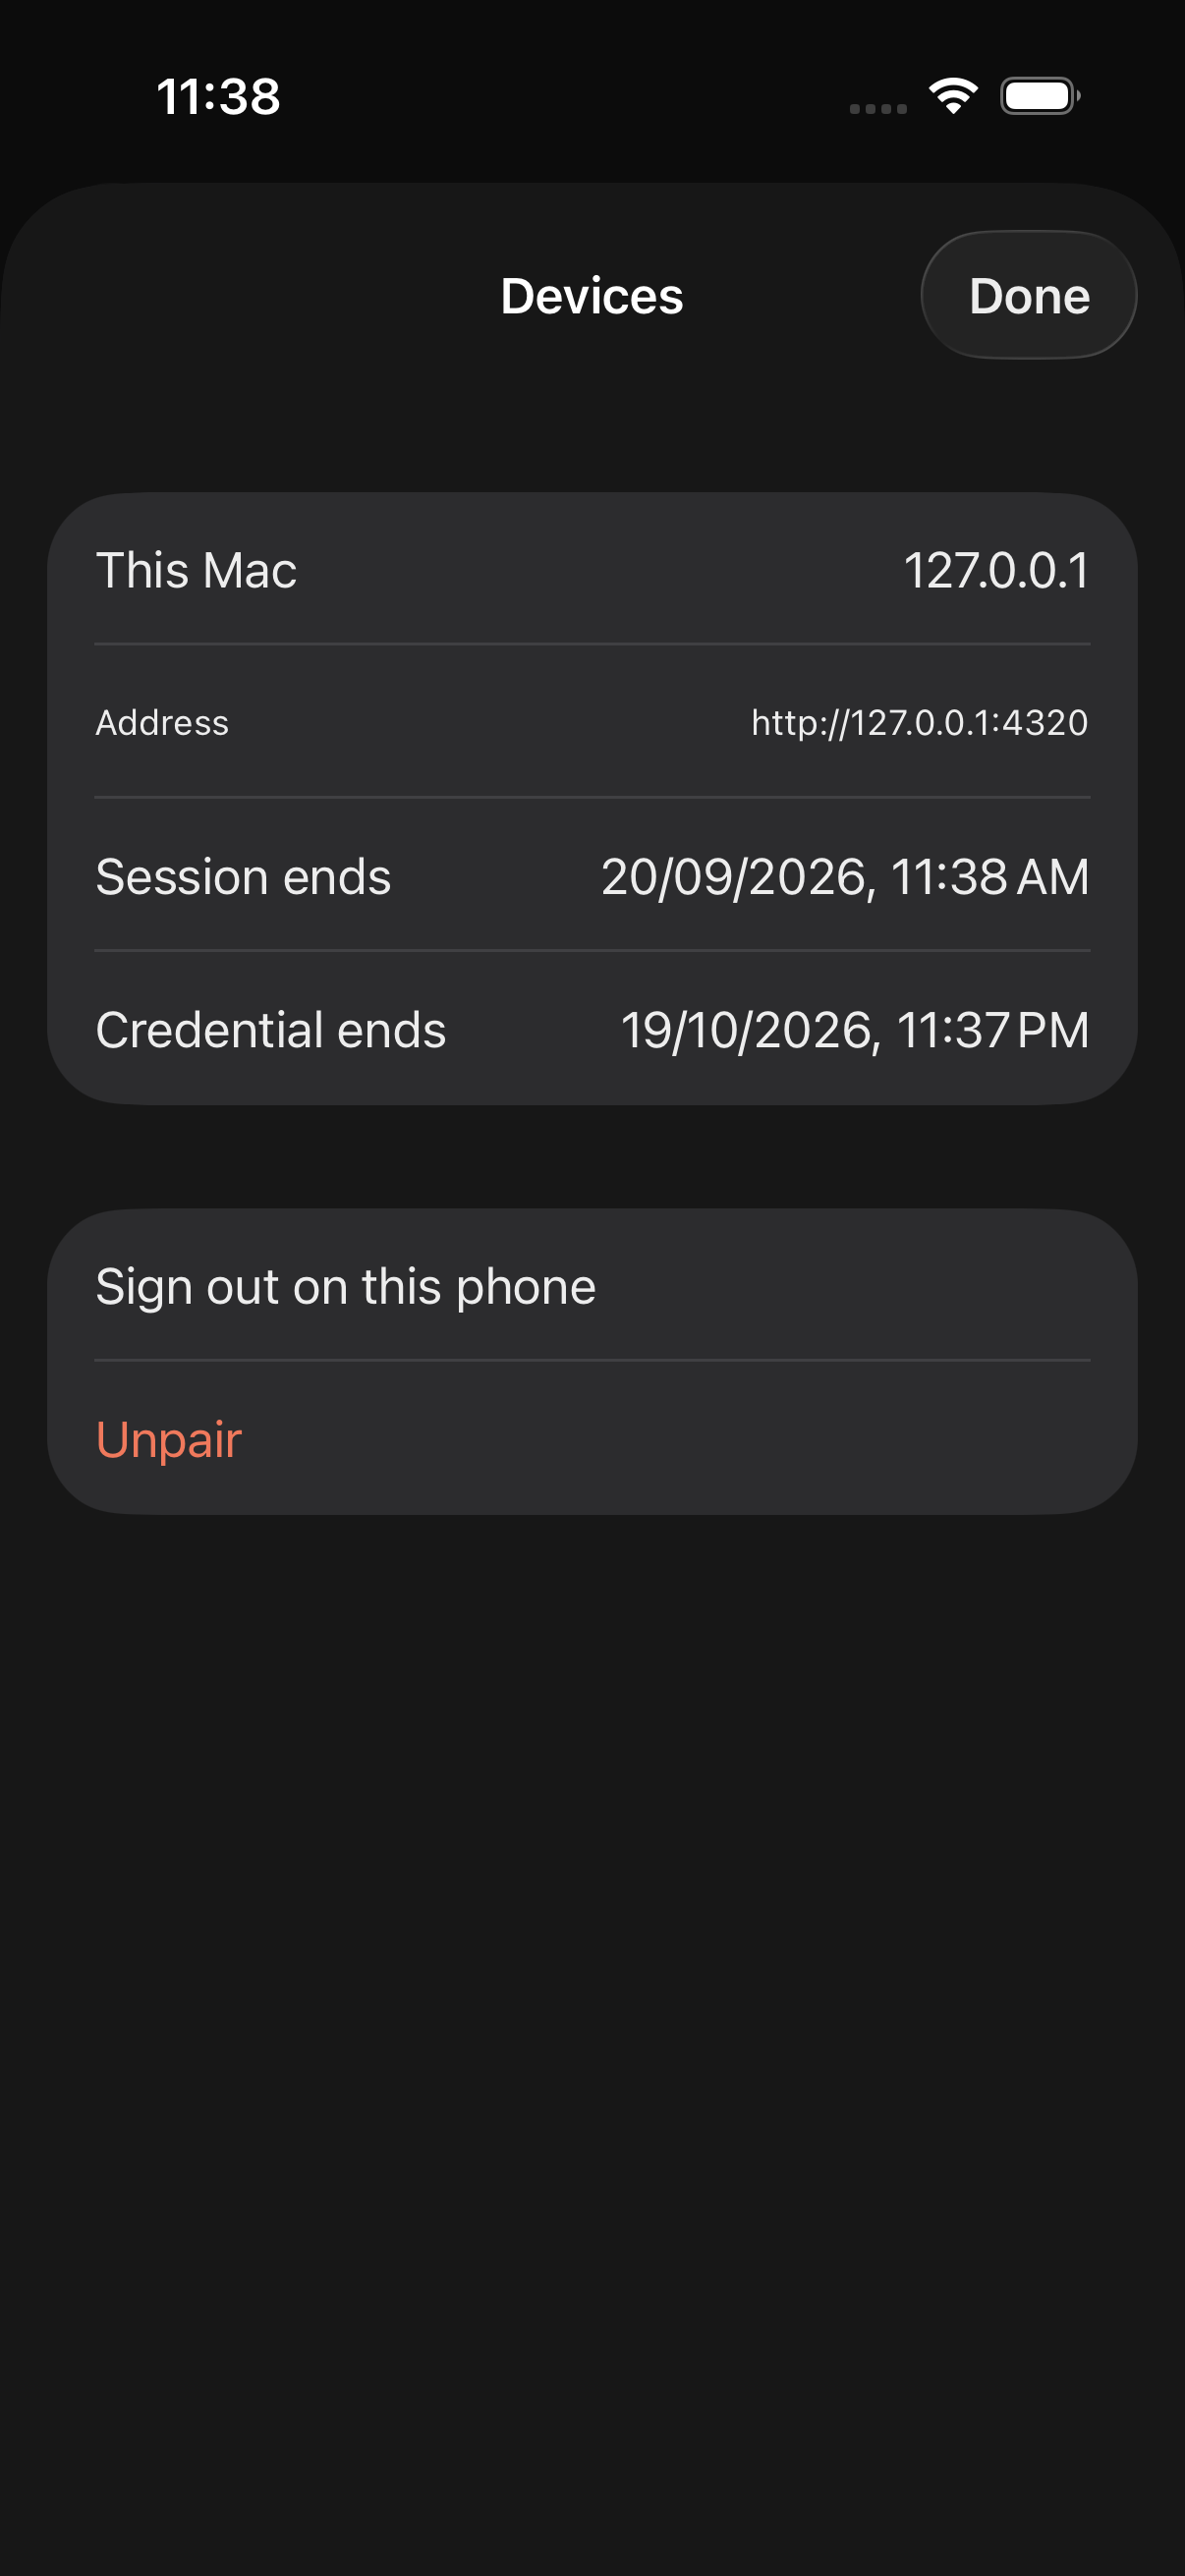 11:38
Devices
Done
This Mac 127.0.0.1
Address http://127.0.0.1:4320
Session ends 20/09/2026, 11:38 AM
Credential ends 19/10/2026, 11:37 PM
Sign out on this phone
Unpair